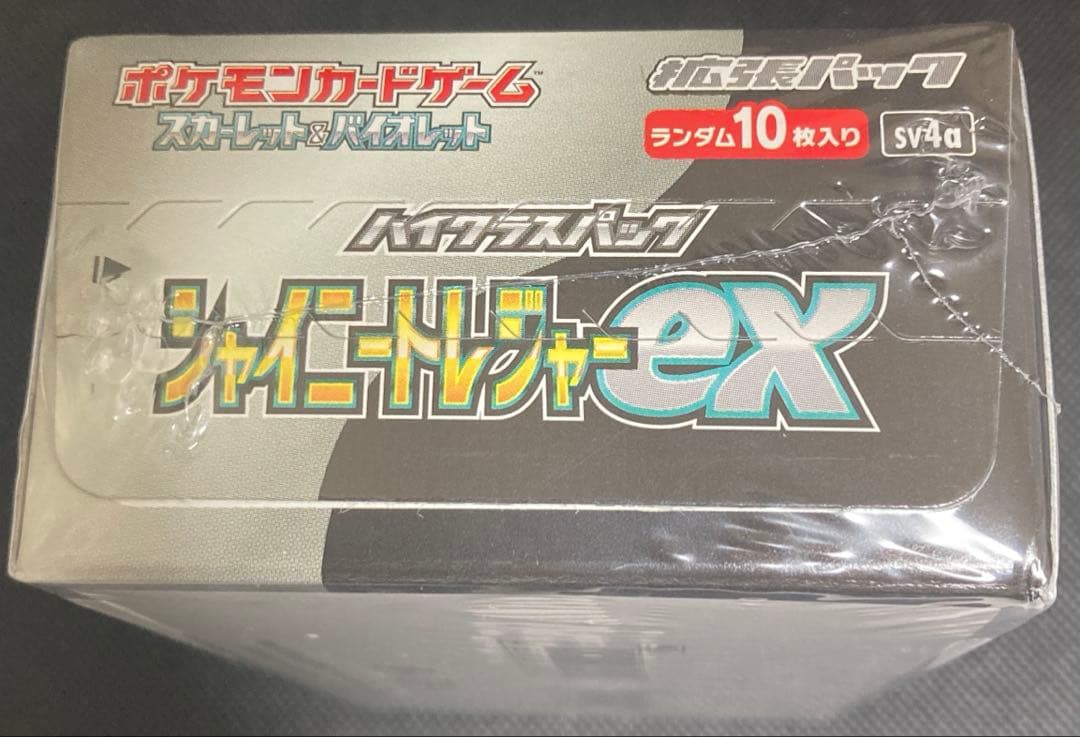 ポケモンカードゲーム™
スカーレット&バイオレット
拡張パック
ランダム10枚入り
SV4a
ハイクラスパック
シャイニートレジャーex